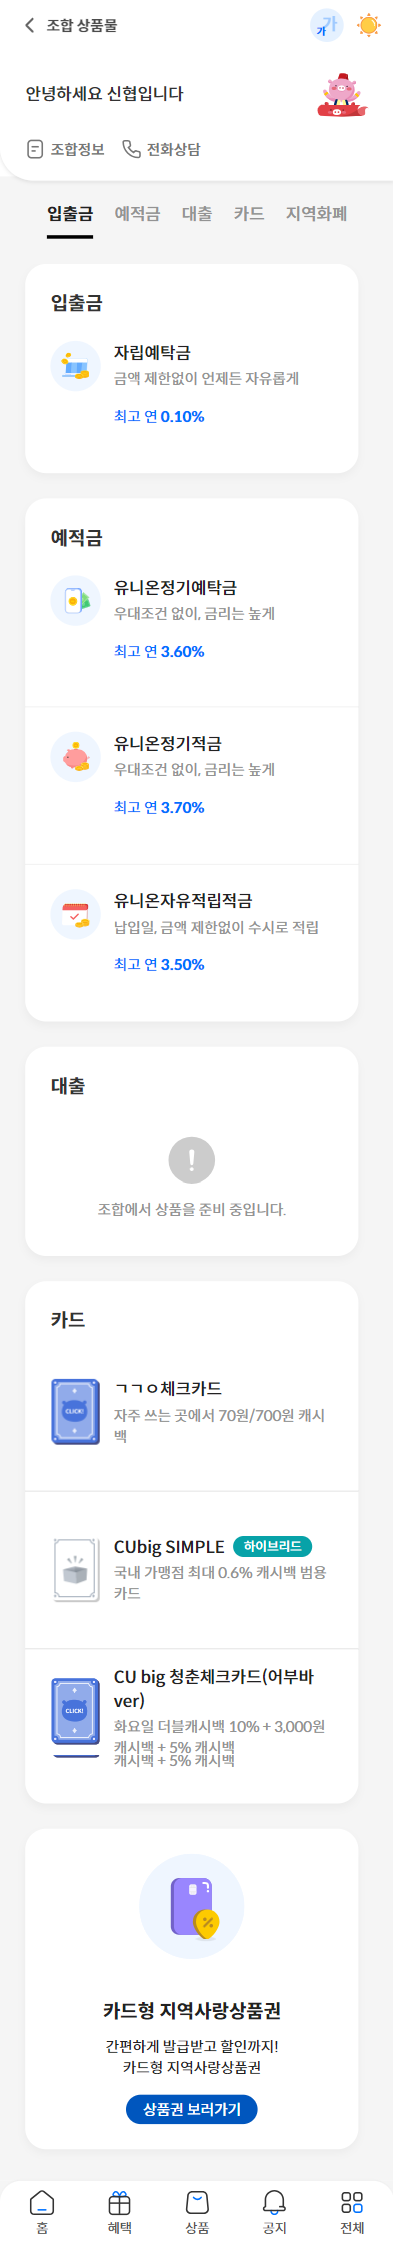 조합 상품몰
가가
안녕하세요 신협입니다
조합정보 전화상담
입출금 예적금 대출 카드 지역화폐
입출금
자립예탁금
금액 제한없이 언제든 자유롭게
최고 연 0.10%
예적금
유니온정기예탁금
우대조건 없이, 금리는 높게
최고 연 3.60%
유니온정기적금
우대조건 없이, 금리는 높게
최고 연 3.70%
유니온자유적립적금
납입일, 금액 제한없이 수시로 적립
최고 연 3.50%
대출
조합에서 상품을 준비 중입니다.
카드
ㄱㄱㅇ체크카드
CLICK!
자주 쓰는 곳에서 70원/700원 캐시
백
CUbig SIMPLE 하이브리드
국내 가맹점 최대 0.6% 캐시백 범용
카드
CU big 청춘체크카드(어부바
ver)
CLICK!
화요일 더블캐시백 10% + 3,000원
캐시백 + 5% 캐시백
캐시백 + 5% 캐시백
카드형 지역사랑상품권
간편하게 발급받고 할인까지!
카드형 지역사랑상품권
상품권 보러가기
홈 혜택 상품 공지 전체